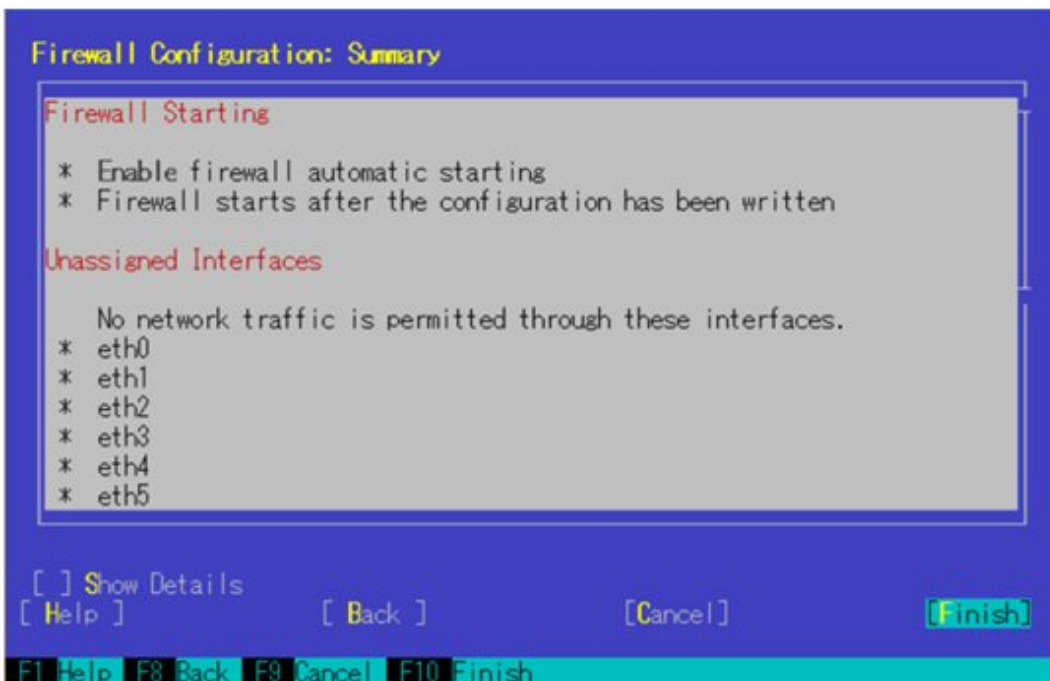 Firewall Configuration: Summary
Firewall Starting
* Enable firewall automatic starting
* Firewall starts after the configuration has been written
Unassigned Interfaces
No network traffic is permitted through these interfaces.
* eth0
* eth1
* eth2
* eth3
* eth4
* eth5
[ ] Show Details
[ Help ] [ Back ] [Cancel] [Finish]
F1 Help F8 Back F9 Cancel F10 Finish